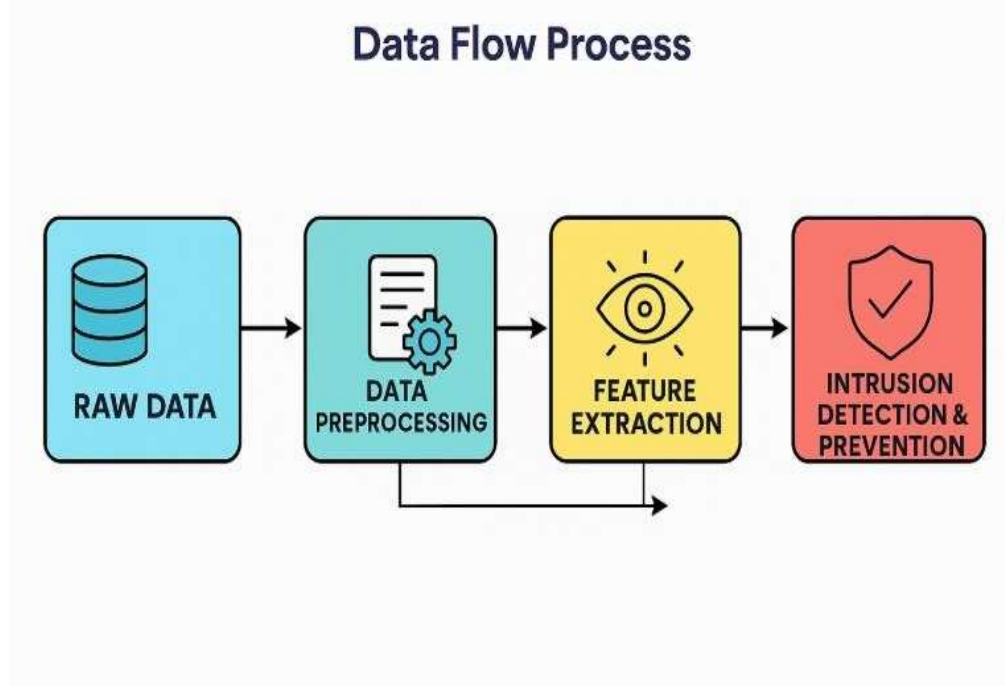 Data Flow Process
RAW DATA
DATA
PREPROCESSING
FEATURE
EXTRACTION
INTRUSION
DETECTION &
PREVENTION